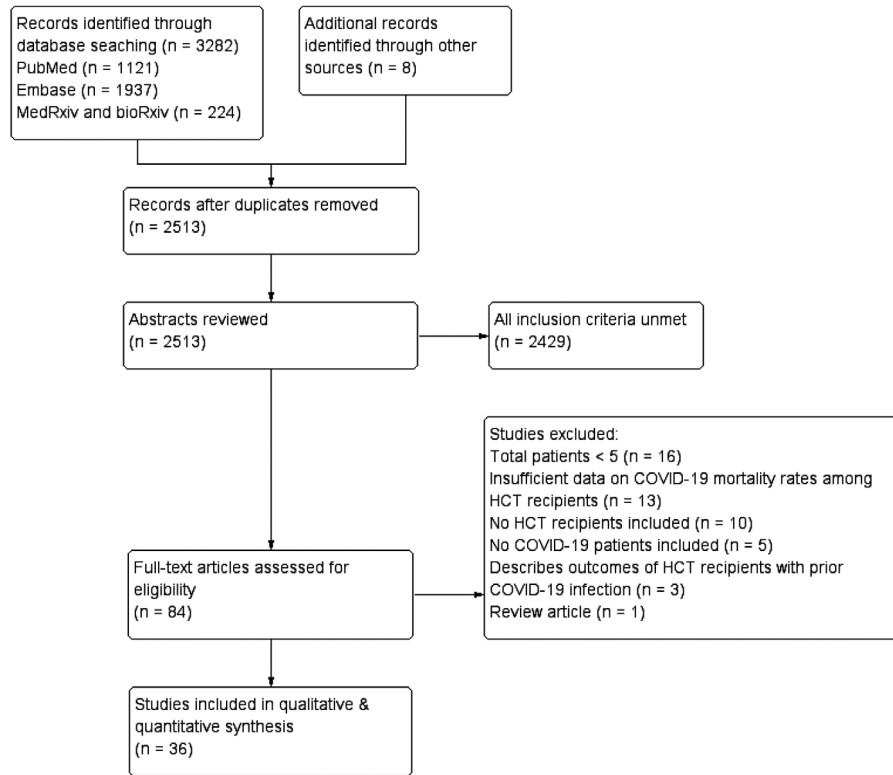 Records identified through
database seaching (n = 3282)
PubMed (n = 1121)
Embase (n = 1937)
MedRxiv and bioRxiv (n = 224)
Additional records
identified through other
sources (n = 8)
Records after duplicates removed
(n = 2513)
Abstracts reviewed
(n = 2513)
All inclusion criteria unmet
(n = 2429)
Full-text articles assessed for
eligibility
(n = 84)
Studies excluded:
Total patients < 5 (n = 16)
Insufficient data on COVID-19 mortality rates among
HCT recipients (n = 13)
No HCT recipients included (n = 10)
No COVID-19 patients included (n = 5)
Describes outcomes of HCT recipients with prior
COVID-19 infection (n = 3)
Review article (n = 1)
Studies included in qualitative &
quantitative synthesis
(n = 36)